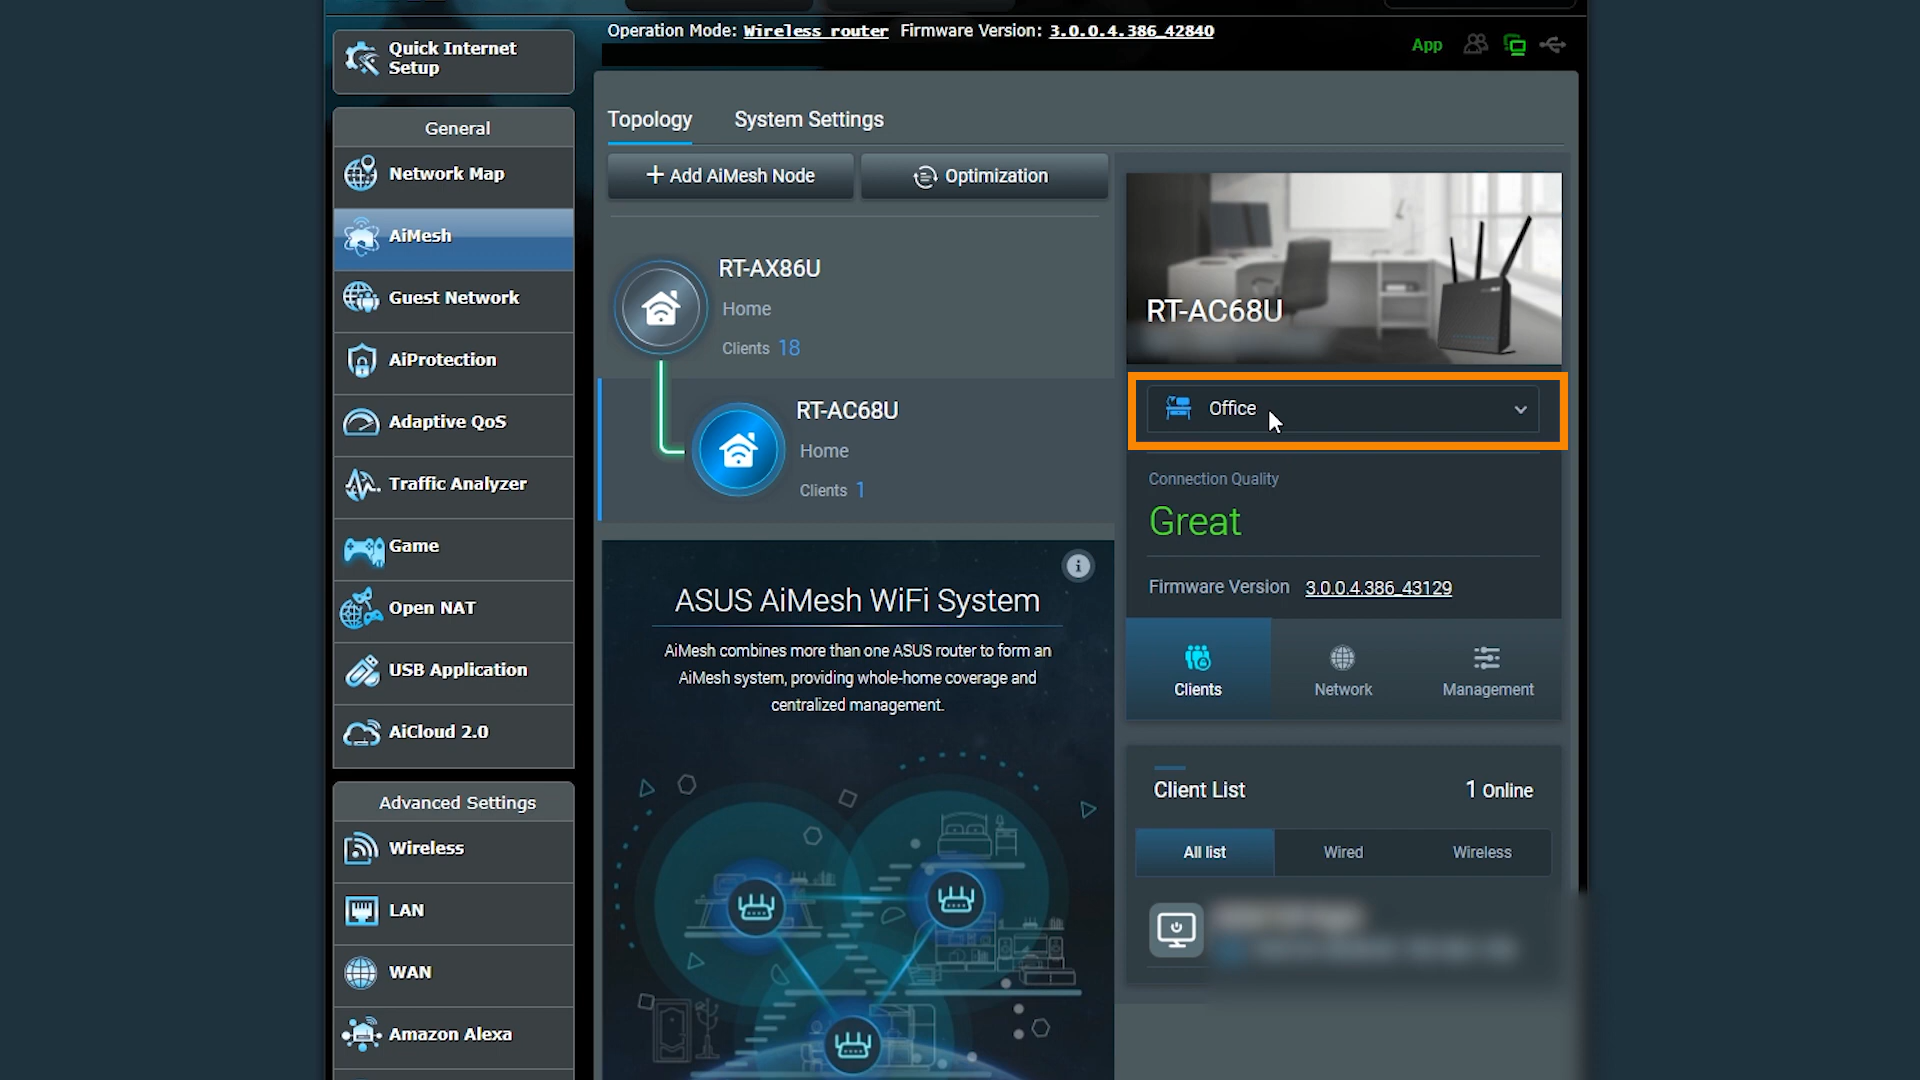 Operation Mode: Wireless router Firmware Version: 3.0.0.4.386_42840
App
Quick Internet
Setup
General
Network Map
AiMesh
Guest Network
AiProtection
Adaptive QoS
Traffic Analyzer
Game
Open NAT
USB Application
AiCloud 2.0
Advanced Settings
Wireless
LAN
WAN
Amazon Alexa
Topology System Settings
Add AiMesh Node Optimization
RT-AX86U
Home
Clients 18
RT-AC68U
Home
Clients 1
ASUS AiMesh WiFi System
AiMesh combines more than one ASUS router to form an
AiMesh system, providing whole-home coverage and
centralized management.
RT-AC68U
Office
Connection Quality
Great
Firmware Version 3.0.0.4.386_43129
Clients Network Management
Client List 1 Online
All list Wired Wireless